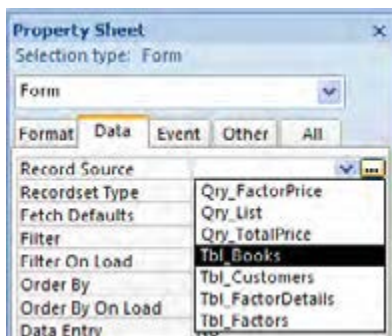 Property Sheet
Selection type: Form
Form
Format Data Event Other All
Record Source
Recordset Type
Fetch Defaults
Filter
Filter On Load
Order By
Order By On Load
Data Entry
Qry_FactorPrice
Qry_List
Qry_TotalPrice
Tbl_Books
Tbl_Customers
Tbl_FactorDetails
Tbl_Factors